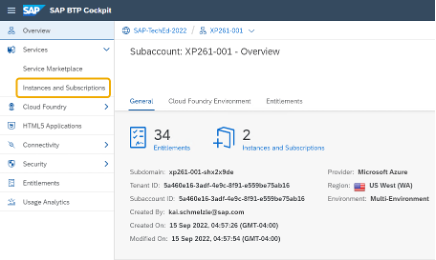 SAP SAP BTP Cockpit
Overview
Services
Service Marketplace
Instances and Subscriptions
Cloud Foundry
HTML5 Applications
Connectivity
Security
Entitlements
Usage Analytics
SAP-TechEd-2022 / XP261-001
Subaccount: XP261-001 - Overview
General Cloud Foundry Environment Entitlements
34 Entitlements
2 Instances and Subscriptions
Subdomain: xp261-001-shx2x9de
Tenant ID: 5a460e16-3adf-4e9c-8f91-e559be75ab16
Subaccount ID: 5a460e16-3adf-4e9c-8f91-e559be75ab16
Created By: kai.schmelzle@sap.com
Created On: 15 Sep 2022, 04:57:26 (GMT-04:00)
Modified On: 15 Sep 2022, 04:57:54 (GMT-04:00)
Provider: Microsoft Azure
Region: US West (WA)
Environment: Multi-Environment